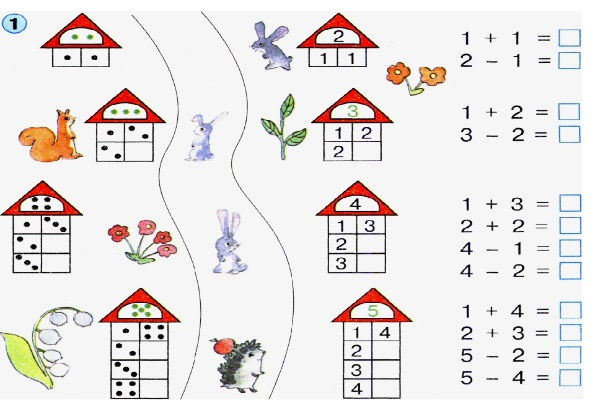 1
2
1 1
1 + 1 =
2 - 1 =
3
1 2
2
1 + 2 =
3 - 2 =
4
1 3
2
3
1 + 3 =
2 + 2 =
4 - 1 =
4 - 2 =
5
1 4
2
3
4
1 + 4 =
2 + 3 =
5 - 2 =
5 - 4 =